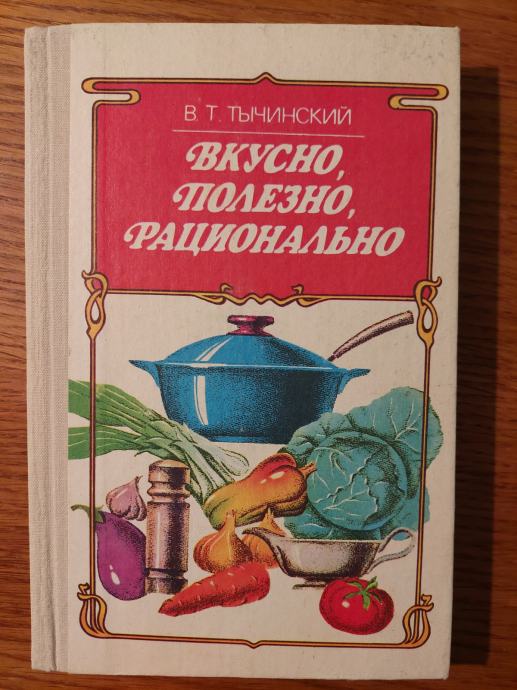 В. Т. ТЫЧИНСКИЙ
ВКУСНО,
ПОЛЕЗНО,
РАЦИОНАЛЬНО